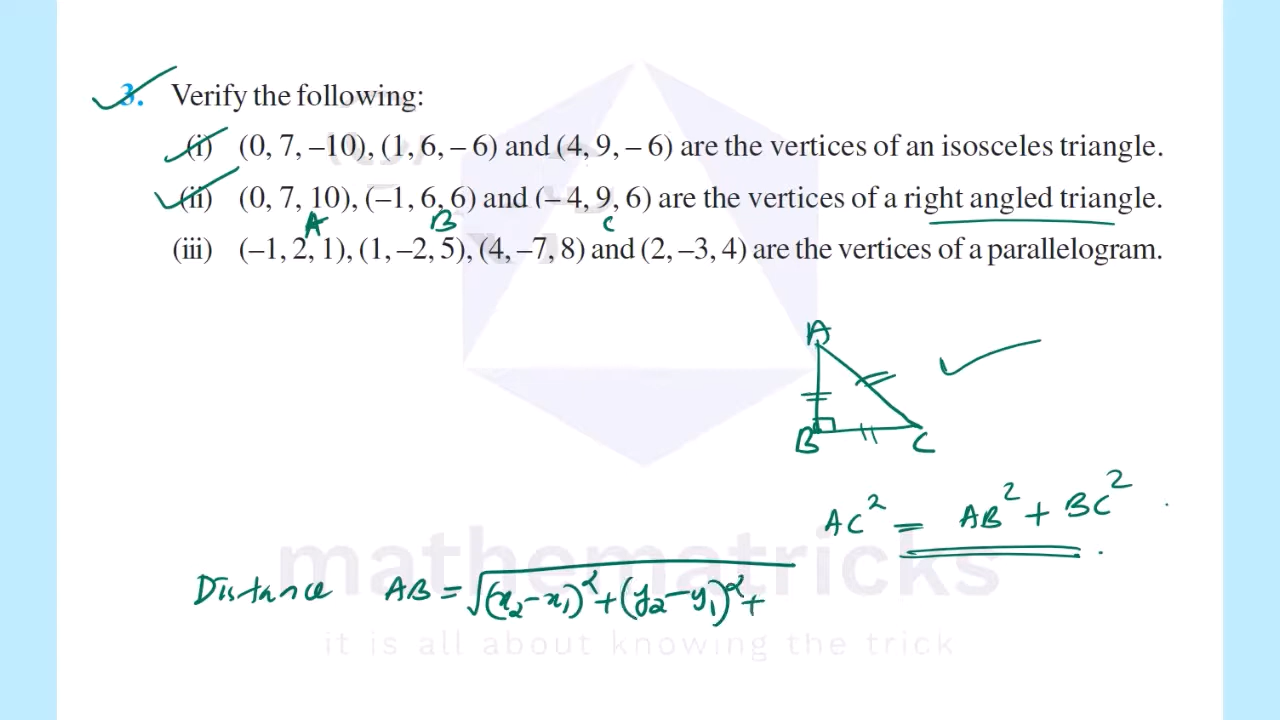 3. Verify the following:
(i) (0, 7, –10), (1, 6, – 6) and (4, 9, – 6) are the vertices of an isosceles triangle.
(ii) (0, 7, 10), (–1, 6, 6) and (– 4, 9, 6) are the vertices of a right angled triangle.
A B C
(iii) (–1, 2, 1), (1, –2, 5), (4, –7, 8) and (2, –3, 4) are the vertices of a parallelogram.
A
B C
AC² = AB² + BC²
mathematricks
Distance AB = √(x₂-x₁)²+(y₂-y₁)²+
it is all about knowing the trick